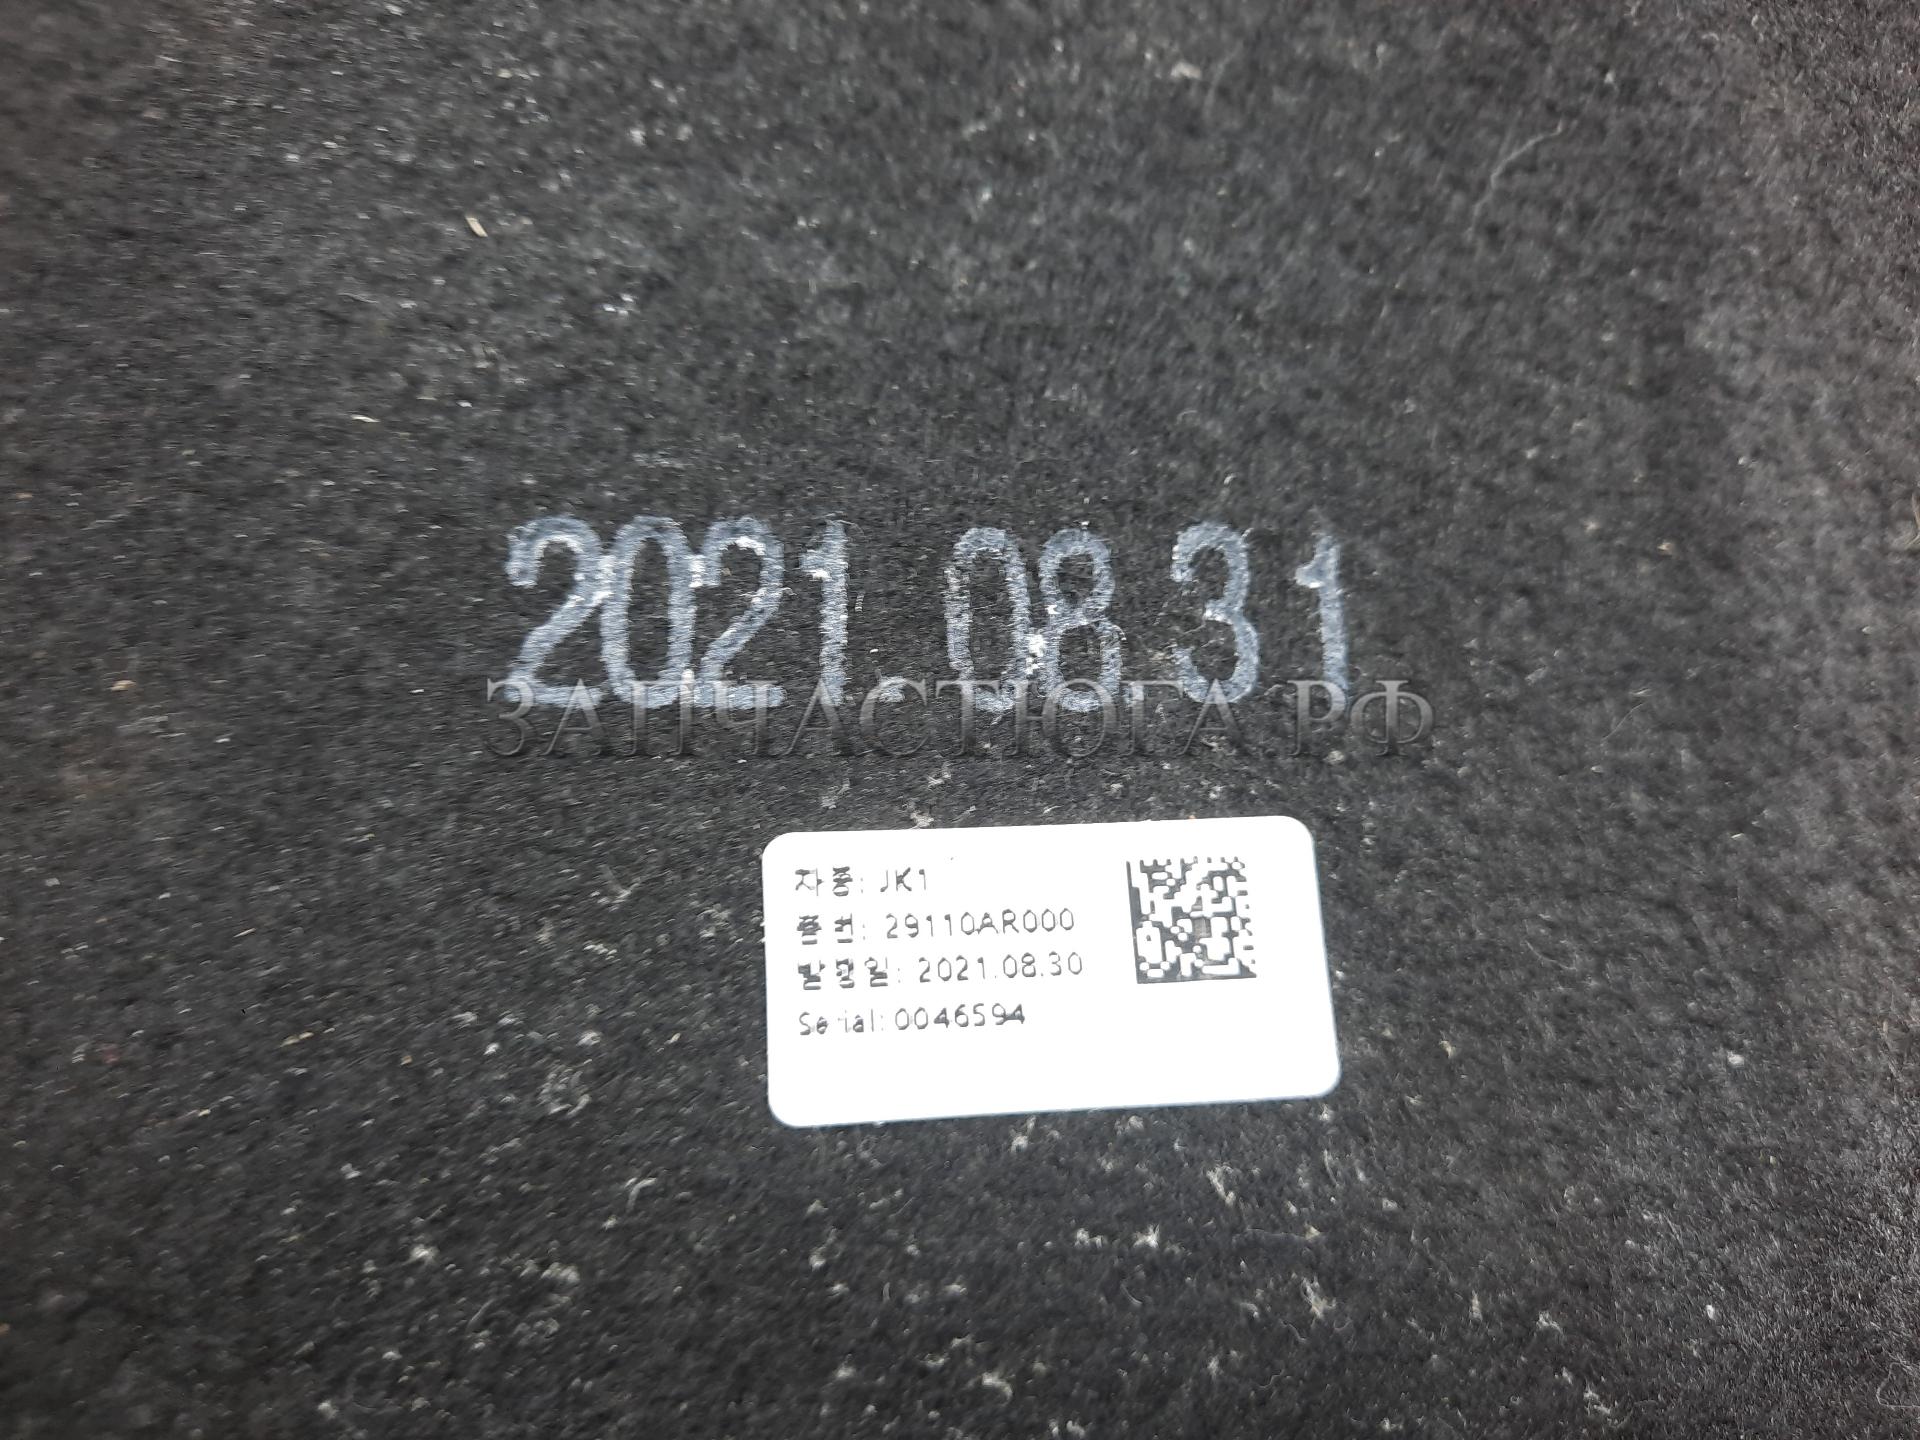 2021.08.31
ЗАПЧАСТЮГА.РФ
차종: JK1
품번: 29110AR000
발행일: 2021.08.30
Serial: 0046594